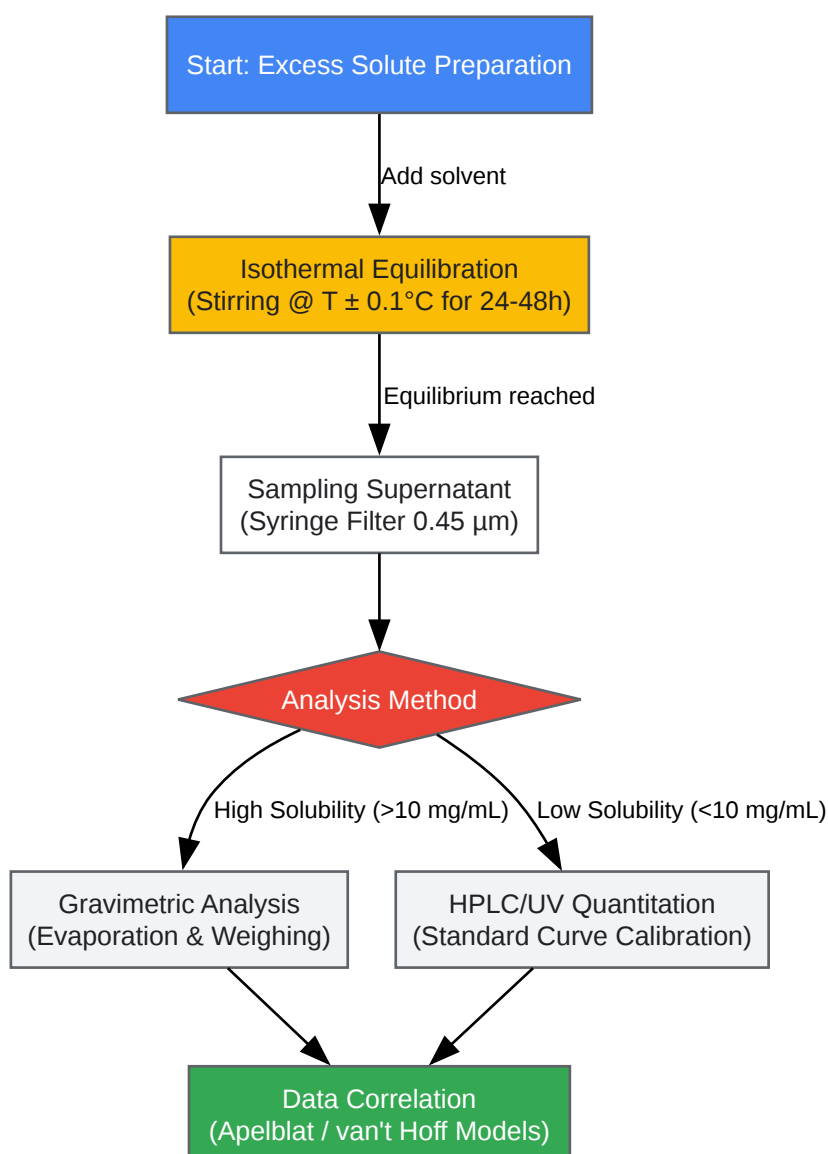 Start: Excess Solute Preparation
Add solvent
Isothermal Equilibration
(Stirring @ T ± 0.1°C for 24-48h)
Equilibrium reached
Sampling Supernatant
(Syringe Filter 0.45 µm)
Analysis Method
High Solubility (>10 mg/mL)
Low Solubility (<10 mg/mL)
Gravimetric Analysis
(Evaporation & Weighing)
HPLC/UV Quantitation
(Standard Curve Calibration)
Data Correlation
(Apelblat / van't Hoff Models)